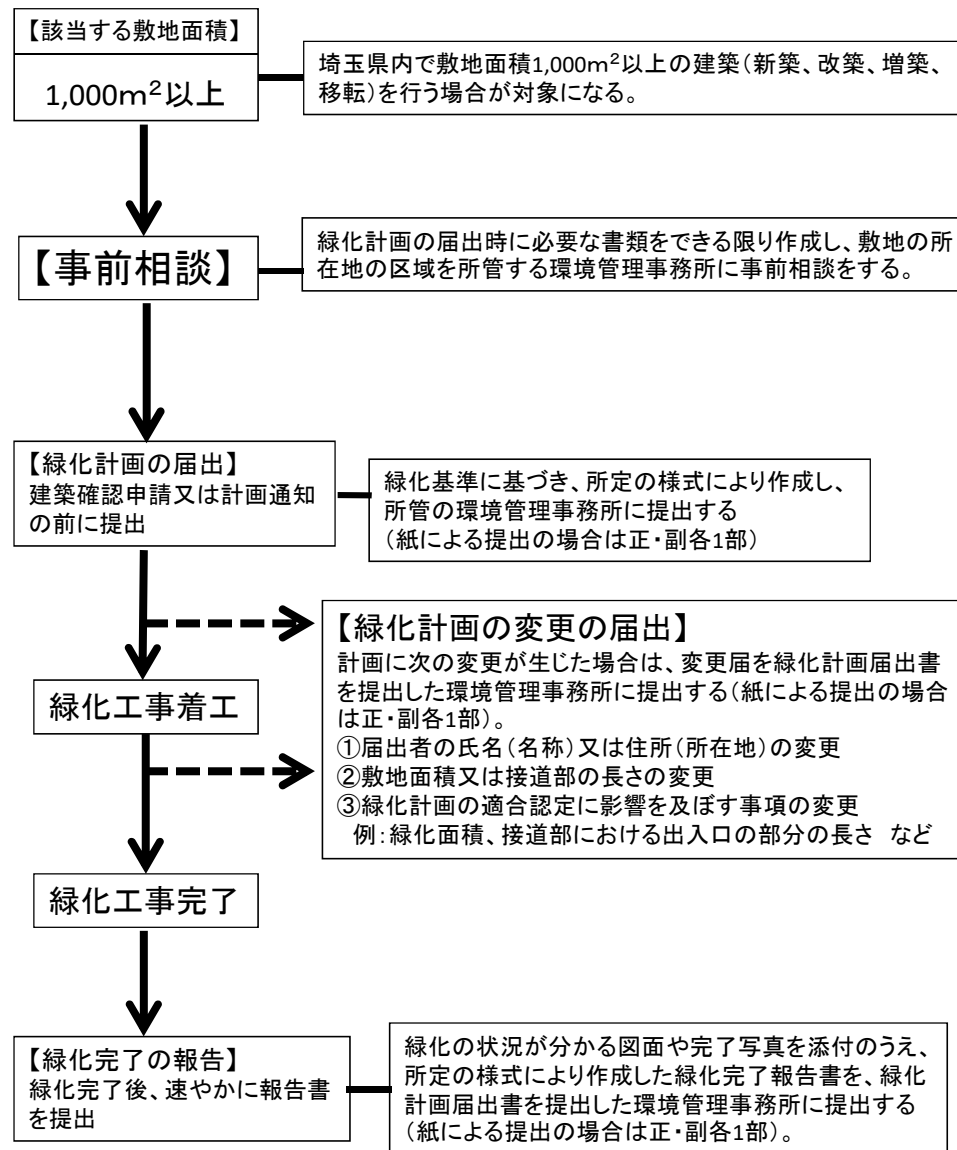 【該当する敷地面積】
1,000m²以上
埼玉県内で敷地面積1,000m²以上の建築(新築、改築、増築、
移転)を行う場合が対象になる。
【事前相談】
緑化計画の届出時に必要な書類をできる限り作成し、敷地の所
在地の区域を所管する環境管理事務所に事前相談をする。
【緑化計画の届出】
建築確認申請又は計画通知
の前に提出
緑化基準に基づき、所定の様式により作成し、
所管の環境管理事務所に提出する
(紙による提出の場合は正・副各1部)
【緑化計画の変更の届出】
計画に次の変更が生じた場合は、変更届を緑化計画届出書
を提出した環境管理事務所に提出する(紙による提出の場合
は正・副各1部)。
①届出者の氏名(名称)又は住所(所在地)の変更
②敷地面積又は接道部の長さの変更
③緑化計画の適合認定に影響を及ぼす事項の変更
例:緑化面積、接道部における出入口の部分の長さ など
緑化工事着工
緑化工事完了
【緑化完了の報告】
緑化完了後、速やかに報告書
を提出
緑化の状況が分かる図面や完了写真を添付のうえ、
所定の様式により作成した緑化完了報告書を、緑化
計画届出書を提出した環境管理事務所に提出する
(紙による提出の場合は正・副各1部)。